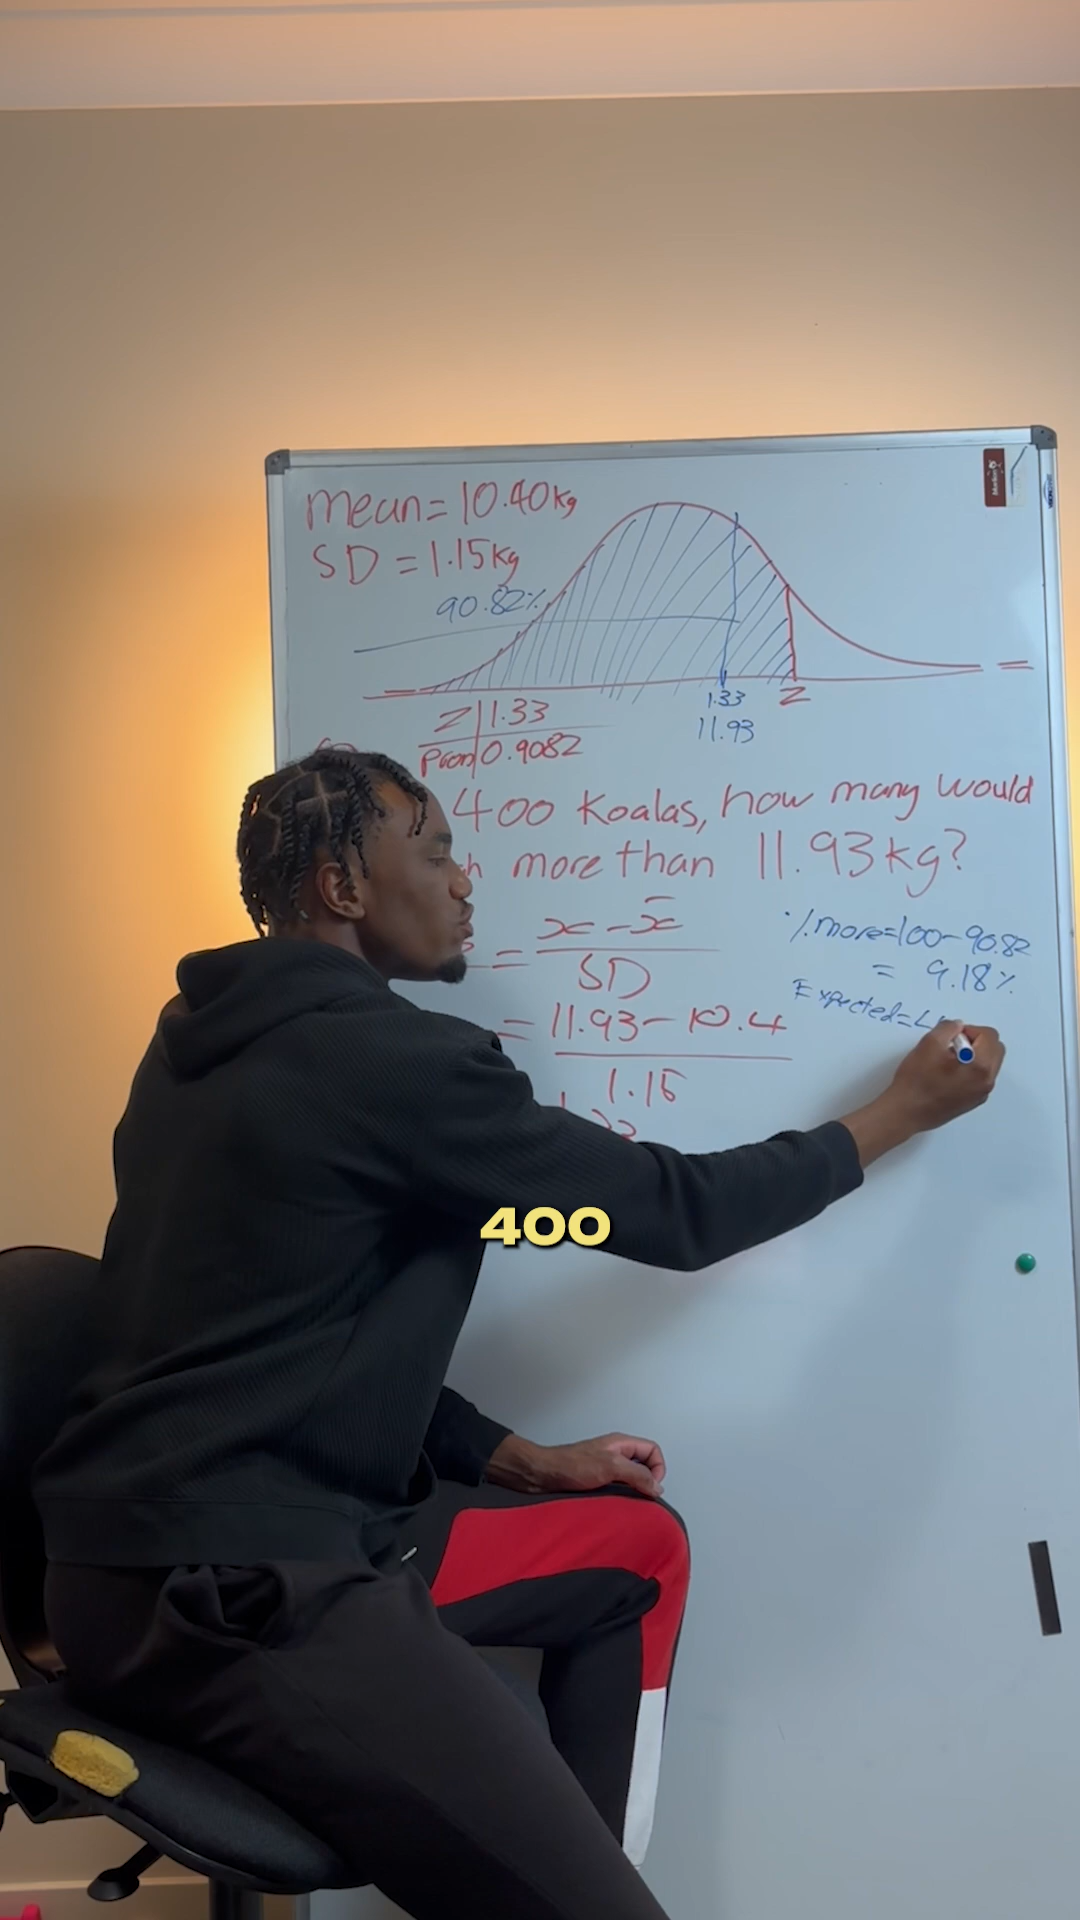 mean = 10.40kg
SD = 1.15kg
90.82%
1.33
Z
11.93
Z 1.33
0.9082
400 Koalas, how many would
more than 11.93kg?
= x - x̄
SD
= 11.93 - 10.4
1.15
% more = 100 - 90.82
= 9.18%
Expected =
400